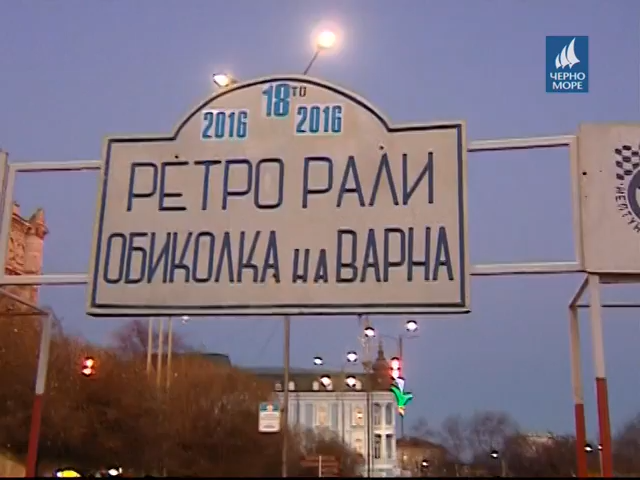 ЧЕРНО
МОРЕ
18ТО
2016 2016
РЕТРО РАЛИ
ОБИКОЛКА НА ВАРНА